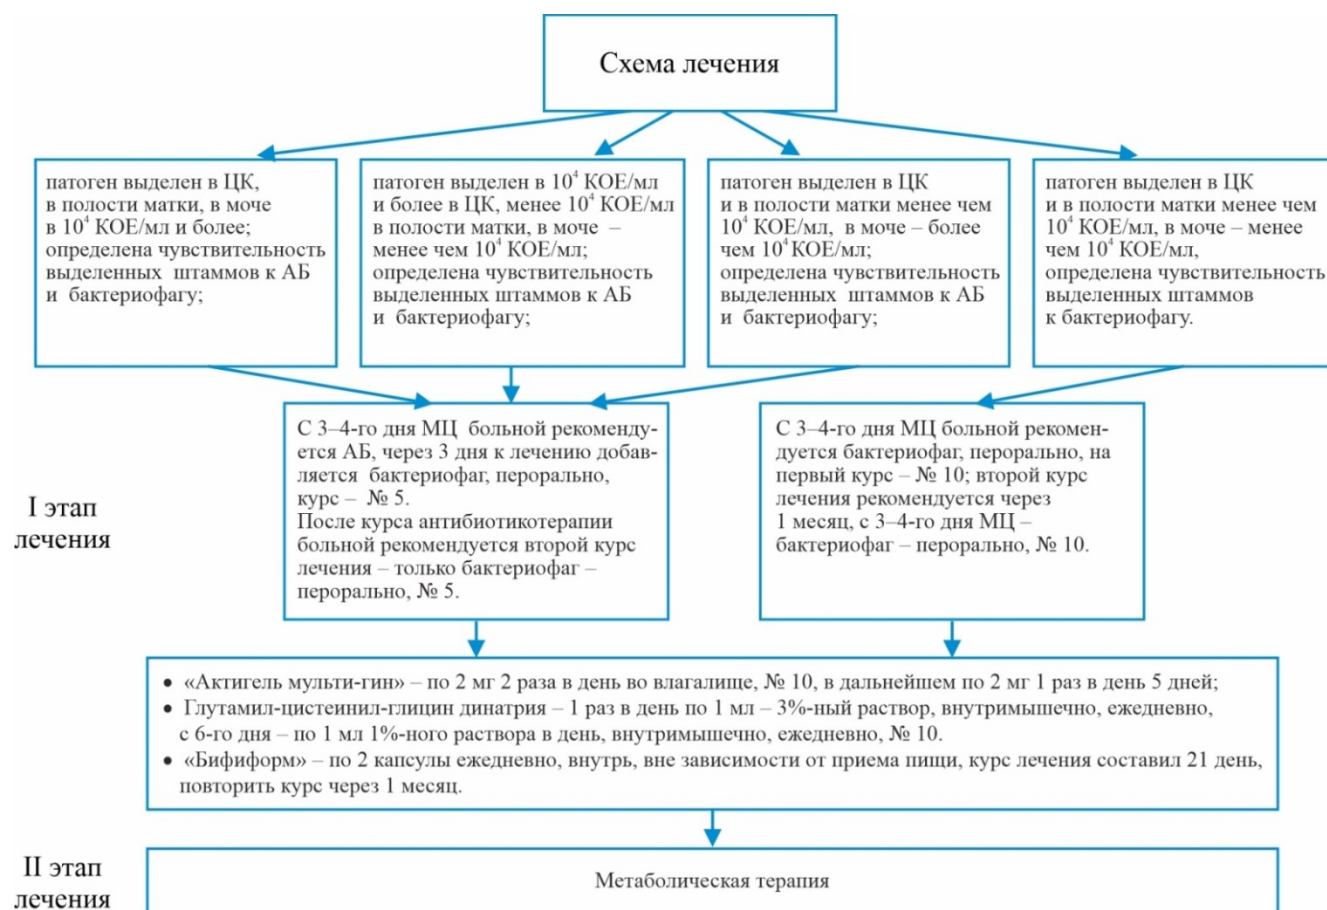 Схема лечения
патоген выделен в ЦК,
в полости матки, в моче
в 10⁴ КОЕ/мл и более;
определена чувствительность
выделенных штаммов к АБ
и бактериофагу;
патоген выделен в 10⁴ КОЕ/мл
и более в ЦК, менее 10⁴ КОЕ/мл
в полости матки, в моче –
менее чем 10⁴ КОЕ/мл;
определена чувствительность
выделенных штаммов к АБ
и бактериофагу;
патоген выделен в ЦК
и в полости матки менее чем
10⁴ КОЕ/мл, в моче – более
чем 10⁴ КОЕ/мл;
определена чувствительность
выделенных штаммов к АБ
и бактериофагу;
патоген выделен в ЦК
и в полости матки менее чем
10⁴ КОЕ/мл, в моче – менее
чем 10⁴ КОЕ/мл,
определена чувствительность
выделенных штаммов
к бактериофагу.
I этап
лечения
С 3–4-го дня МЦ больной рекоменду-
ется АБ, через 3 дня к лечению добав-
ляется бактериофаг, перорально,
курс – № 5.
После курса антибиотикотерапии
больной рекомендуется второй курс
лечения – только бактериофаг –
перорально, № 5.
С 3–4-го дня МЦ больной рекомен-
дуется бактериофаг, перорально, на
первый курс – № 10; второй курс
лечения рекомендуется через
1 месяц, с 3–4-го дня МЦ –
бактериофаг – перорально, № 10.
• «Актигель мульти-гин» – по 2 мг 2 раза в день во влагалище, № 10, в дальнейшем по 2 мг 1 раз в день 5 дней;
• Глутамил-цистеинил-глицин динатрия – 1 раз в день по 1 мл – 3%-ный раствор, внутримышечно, ежедневно,
с 6-го дня – по 1 мл 1%-ного раствора в день, внутримышечно, ежедневно, № 10.
• «Бифиформ» – по 2 капсулы ежедневно, внутрь, вне зависимости от приема пищи, курс лечения составил 21 день,
повторить курс через 1 месяц.
II этап
лечения
Метаболическая терапия